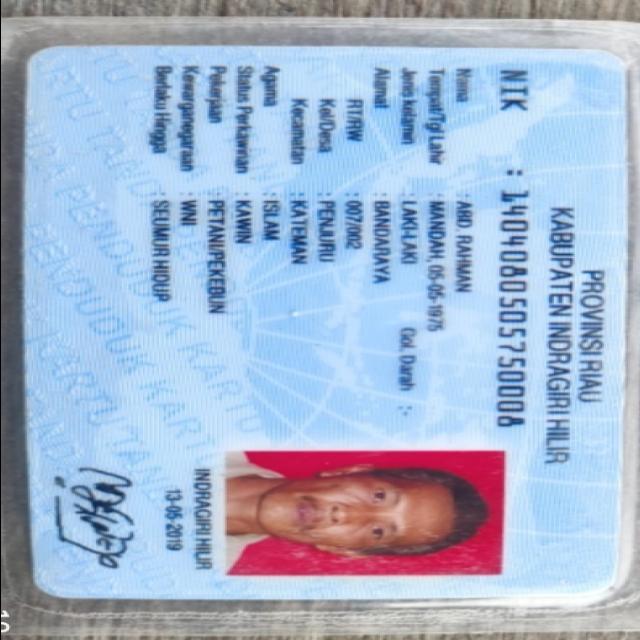 PROVINSI RIAU
KABUPATEN INDRAGIRI HILIR
NIK : 1404080505750008
Nama : ABD. RAHMAN
Tempat/Tgl Lahir : MANDAH, 05-05-1975
Jenis kelamin : LAKI-LAKI Gol. Darah : -
Alamat : BANDARAYA
RT/RW : 007/002
Kel/Desa : PENJURU
Kecamatan : KATEMAN
Agama : ISLAM
Status Perkawinan : KAWIN
Pekerjaan : PETANI/PEKEBUN
Kewarganegaraan : WNI
Berlaku Hingga : SEUMUR HIDUP
INDRAGIRI HILIR
13-05-2019